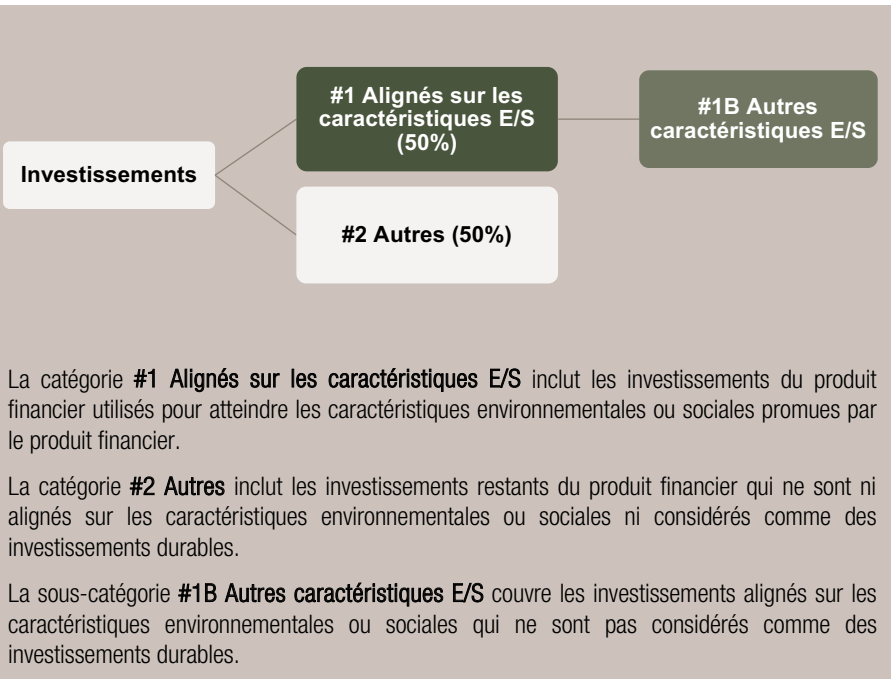 #1 Alignés sur les
caractéristiques E/S
(50%)
#1B Autres
caractéristiques E/S
Investissements
#2 Autres (50%)
La catégorie #1 Alignés sur les caractéristiques E/S inclut les investissements du produit
financier utilisés pour atteindre les caractéristiques environnementales ou sociales promues par
le produit financier.
La catégorie #2 Autres inclut les investissements restants du produit financier qui ne sont ni
alignés sur les caractéristiques environnementales ou sociales ni considérés comme des
investissements durables.
La sous-catégorie #1B Autres caractéristiques E/S couvre les investissements alignés sur les
caractéristiques environnementales ou sociales qui ne sont pas considérés comme des
investissements durables.